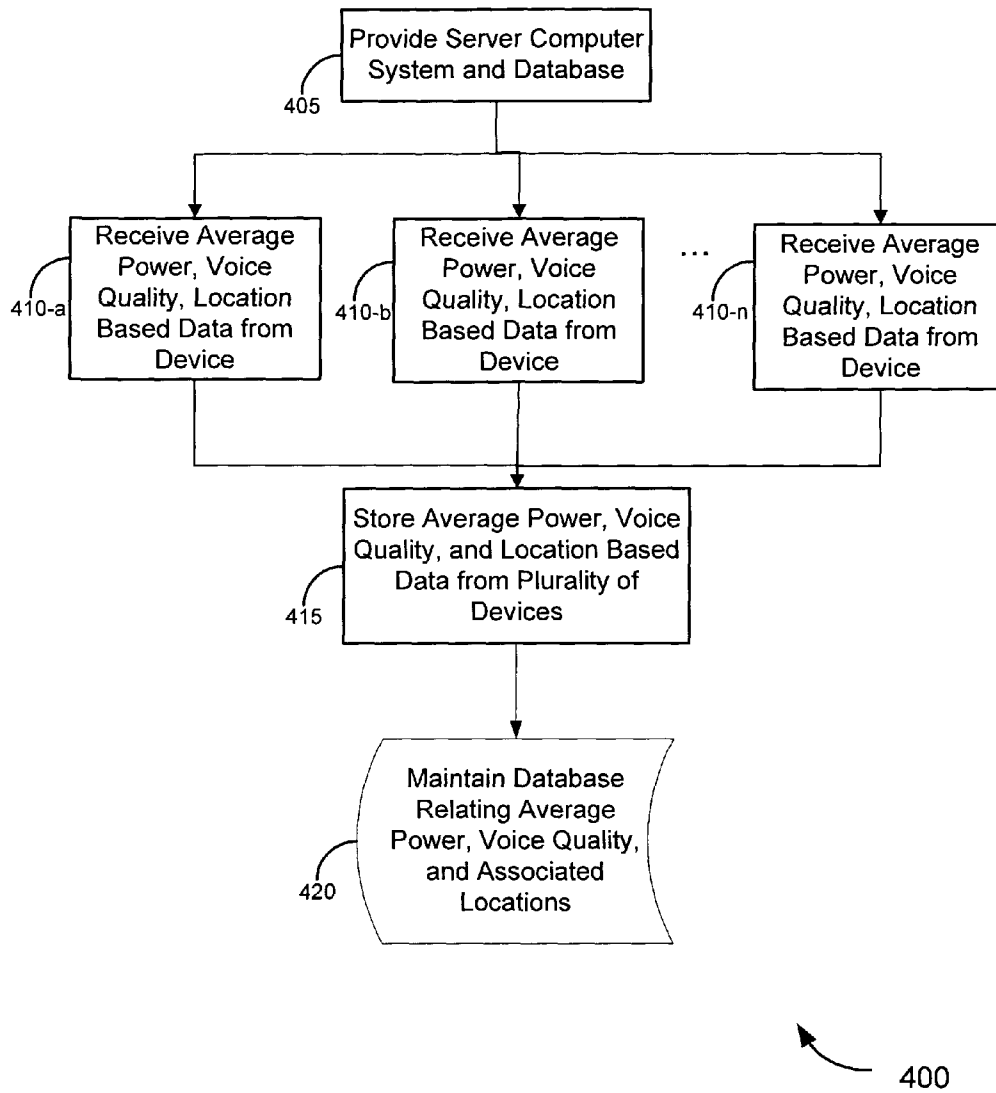 Provide Server Computer
System and Database
405
Receive Average
Power, Voice
Quality, Location
Based Data from
Device
410-a
Receive Average
Power, Voice
Quality, Location
Based Data from
Device
410-b
...
Receive Average
Power, Voice
Quality, Location
Based Data from
Device
410-n
Store Average Power, Voice
Quality, and Location Based
Data from Plurality of
Devices
415
Maintain Database
Relating Average
Power, Voice Quality,
and Associated
Locations
420
400